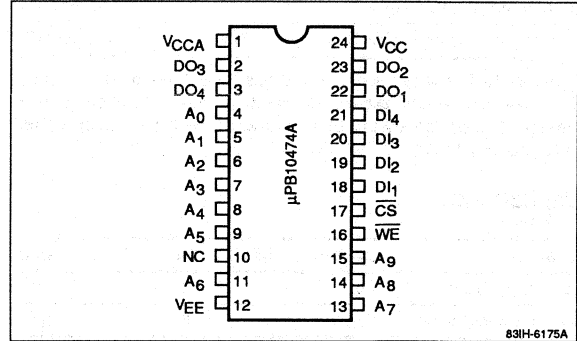 VCCA 1 24 VCC
DO3 2 23 DO2
DO4 3 22 DO1
A0 4 21 DI4
A1 5 20 DI3
A2 6 19 DI2
A3 7 18 DI1
A4 8 17 C̅S̅
A5 9 16 W̅E̅
NC 10 15 A9
A6 11 14 A8
VEE 12 13 A7
μPB10474A
83IH-6175A